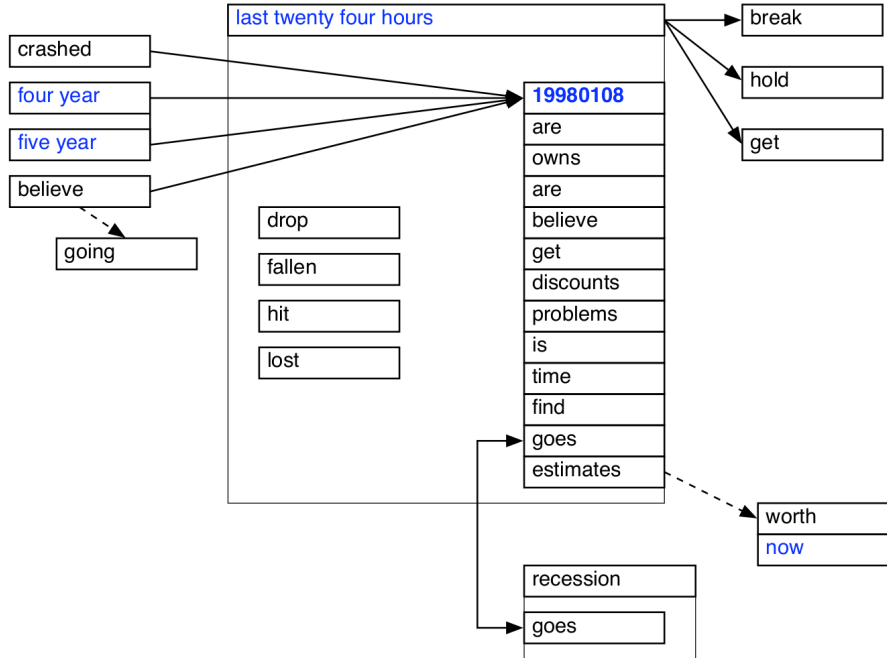 last twenty four hours
break
crashed
hold
four year
19980108
five year
are
get
owns
believe
are
drop
believe
going
get
fallen
discounts
hit
problems
is
lost
time
find
goes
estimates
worth
now
recession
goes